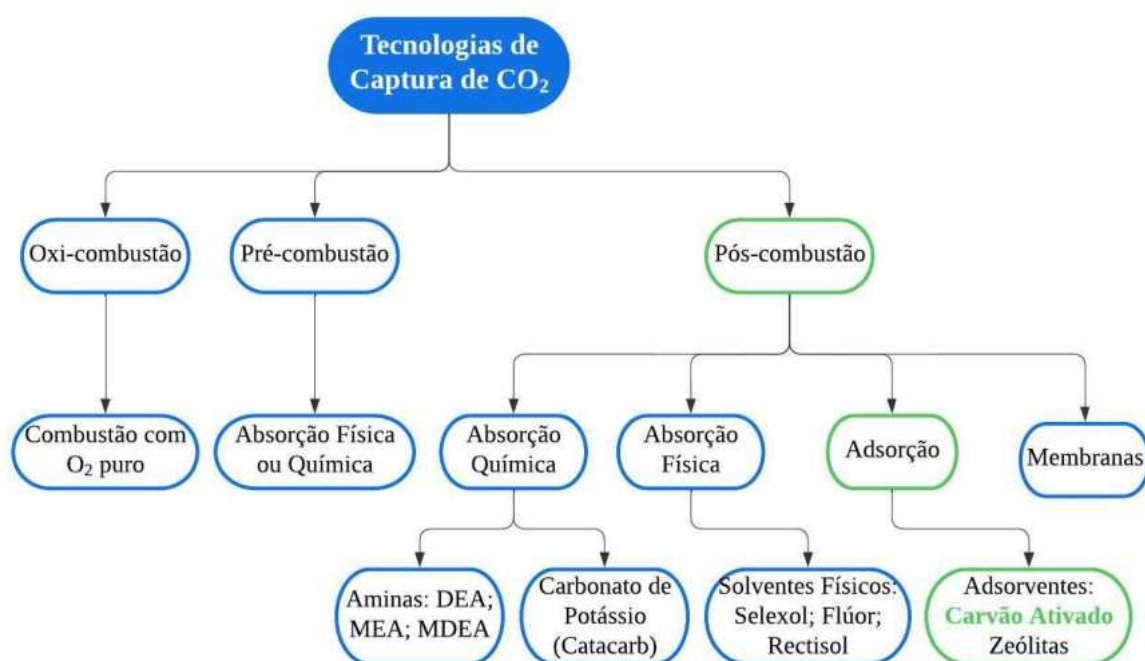 Tecnologias de
Captura de CO₂
Oxi-combustão
Pré-combustão
Pós-combustão
Combustão com
O₂ puro
Absorção Física
ou Química
Absorção
Química
Absorção
Física
Adsorção
Membranas
Aminas: DEA;
MEA; MDEA
Carbonato de
Potássio
(Catacarb)
Solventes Físicos:
Selexol; Flúor;
Rectisol
Adsorventes:
Carvão Ativado
Zeólitas